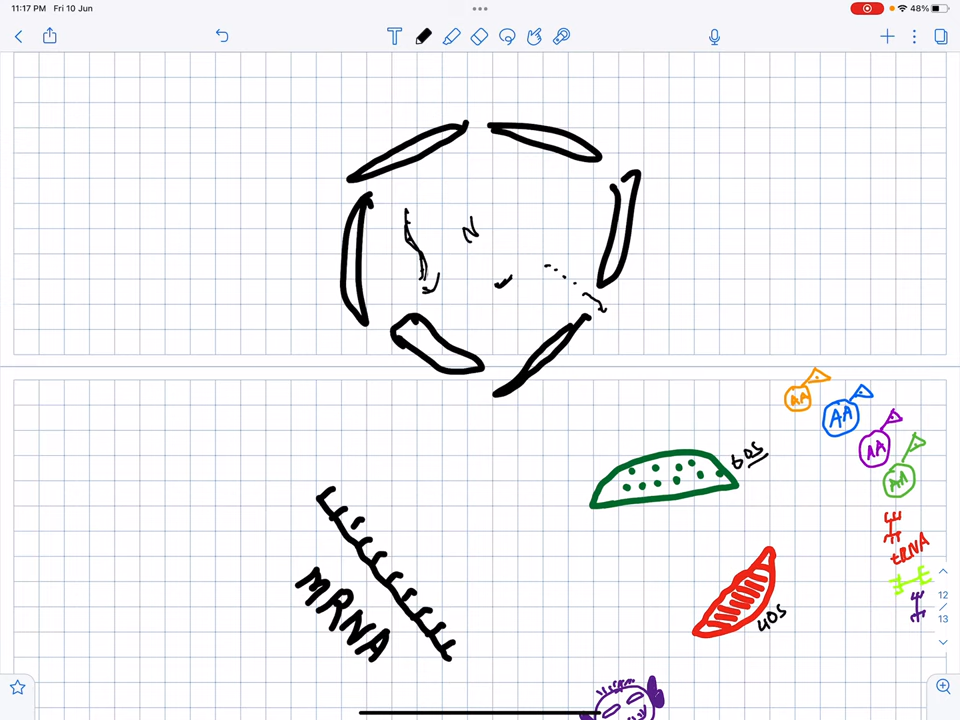 11:17 PM Fri 10 Jun
48%
N
AA
AA
AA
AA
60S
tRNA
40S
mRNA
12
13